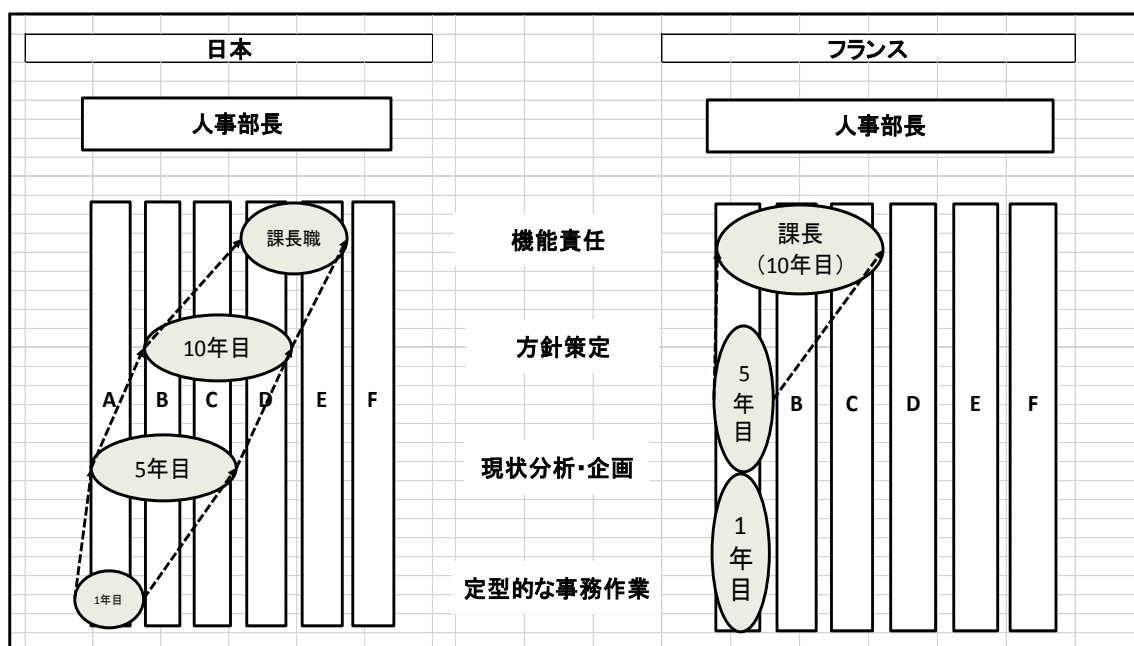 日本
フランス
人事部長
人事部長
課長職
機能責任
課長
（10年目）
10年目
方針策定
A B C D E F
5
年
目
B C D E F
5年目
現状分析・企画
1年目
定型的な事務作業
1
年
目